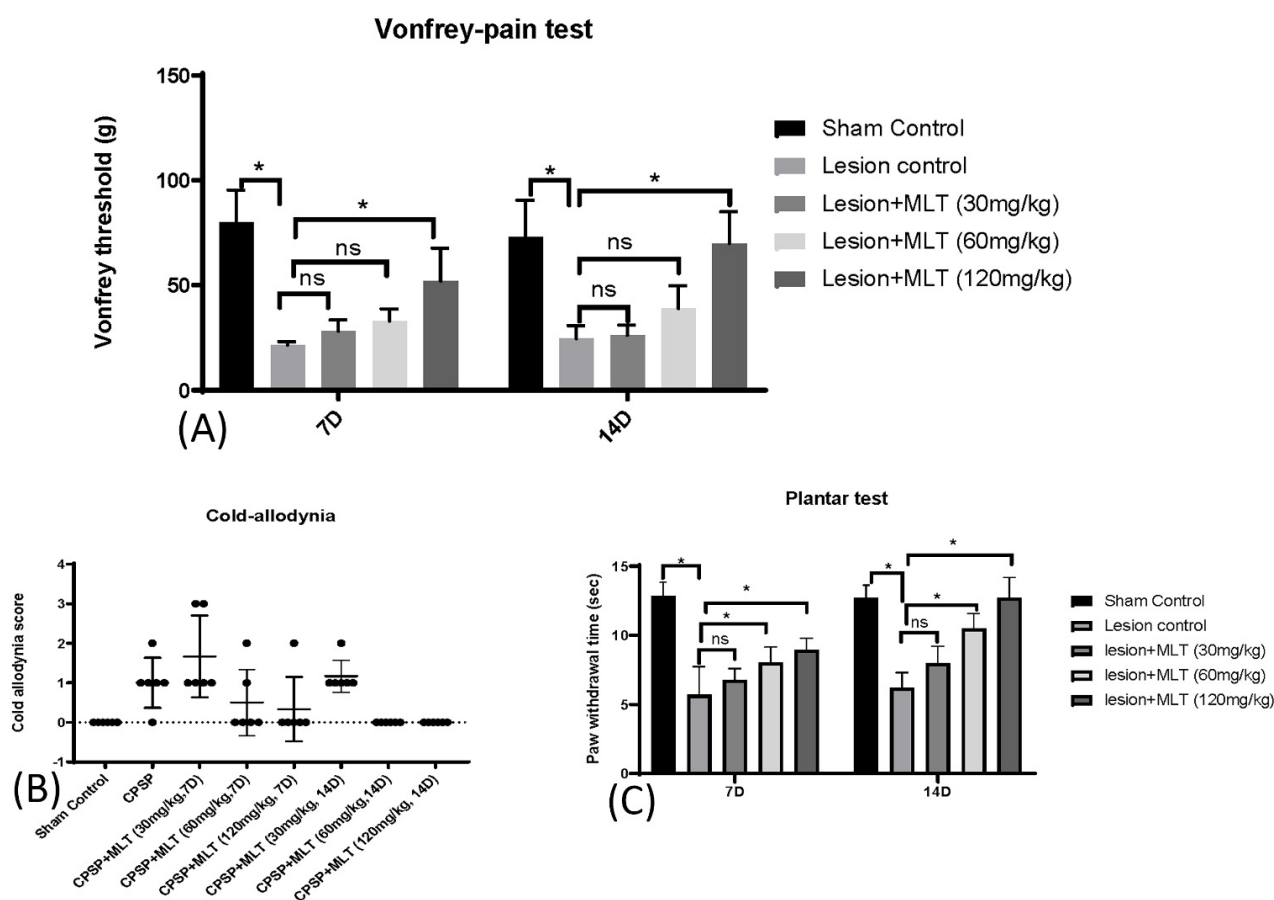 Vonfrey-pain test
Vonfrey threshold (g)
150
100
50
0
*
*
ns
ns
*
*
ns
ns
7D
14D
Sham Control
Lesion control
Lesion+MLT (30mg/kg)
Lesion+MLT (60mg/kg)
Lesion+MLT (120mg/kg)
(A)
Cold-allodynia
Cold allodynia score
4
3
2
1
0
-1
Sham Control
CPSP
CPSP+MLT (30mg/kg,7D)
CPSP+MLT (60mg/kg,7D)
CPSP+MLT (120mg/kg, 7D)
CPSP+MLT (30mg/kg, 14D)
CPSP+MLT (60mg/kg,14D)
CPSP+MLT (120mg/kg, 14D)
(B)
Plantar test
Paw withdrawal time (sec)
15
10
5
0
*
*
*
ns
*
*
*
ns
7D
14D
Sham Control
Lesion control
lesion+MLT (30mg/kg)
lesion+MLT (60mg/kg)
lesion+MLT (120mg/kg)
(C)